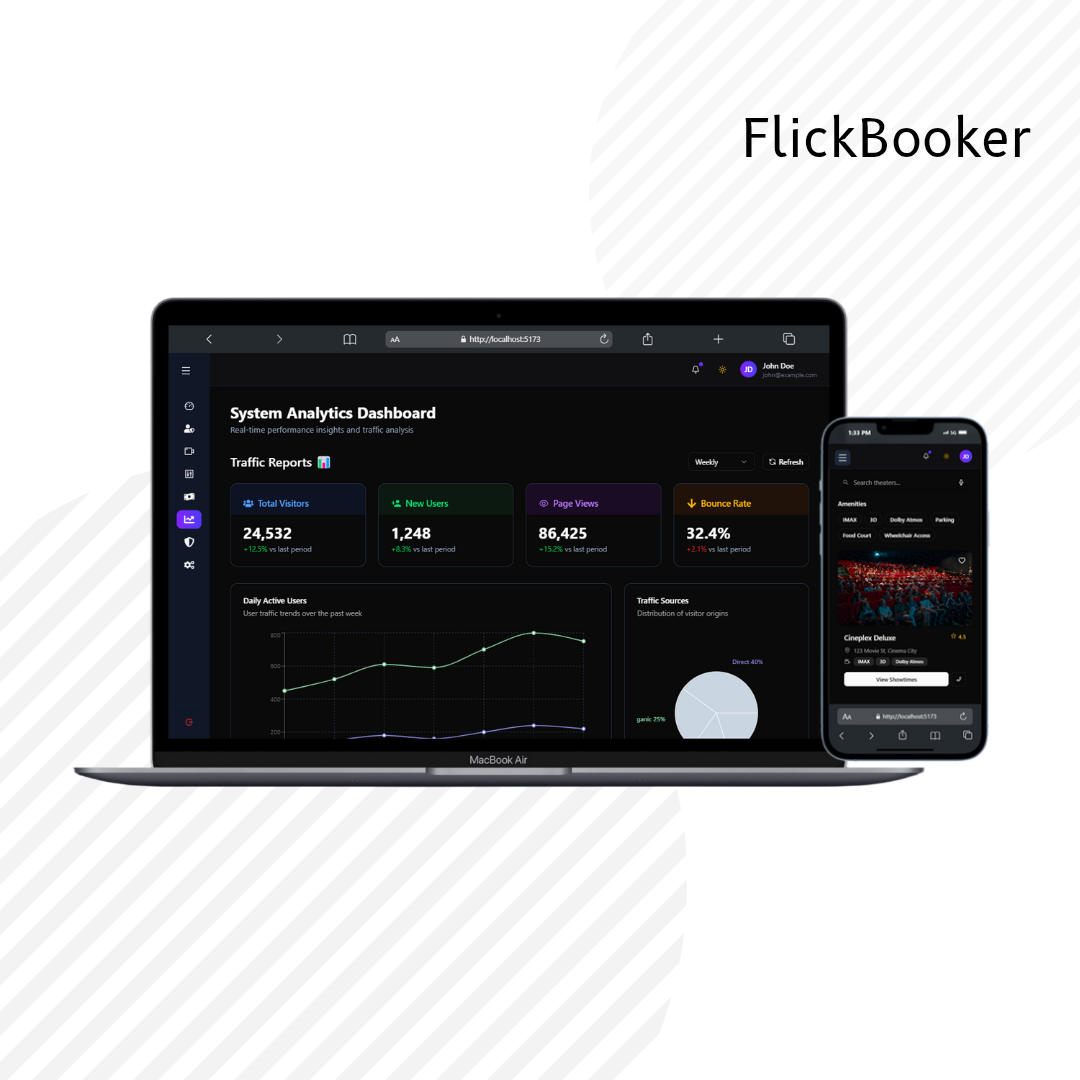 FlickBooker
AA http://localhost:5173
JD John Doe
john@example.com
System Analytics Dashboard
Real-time performance insights and traffic analysis
Traffic Reports
Weekly Refresh
Total Visitors
24,532
+12.5% vs last period
New Users
1,248
+8.3% vs last period
Page Views
86,425
+15.2% vs last period
Bounce Rate
32.4%
+2.1% vs last period
Daily Active Users
User traffic trends over the past week
800
600
400
200
Traffic Sources
Distribution of visitor origins
Direct 40%
ganic 25%
MacBook Air
1:33 PM 5G
JD
Search theaters...
Amenities
IMAX 3D Dolby Atmos Parking
Food Court Wheelchair Access
Cineplex Deluxe 4.5
123 Movie St, Cinema City
IMAX 3D Dolby Atmos
View Showtimes
AA http://localhost:5173